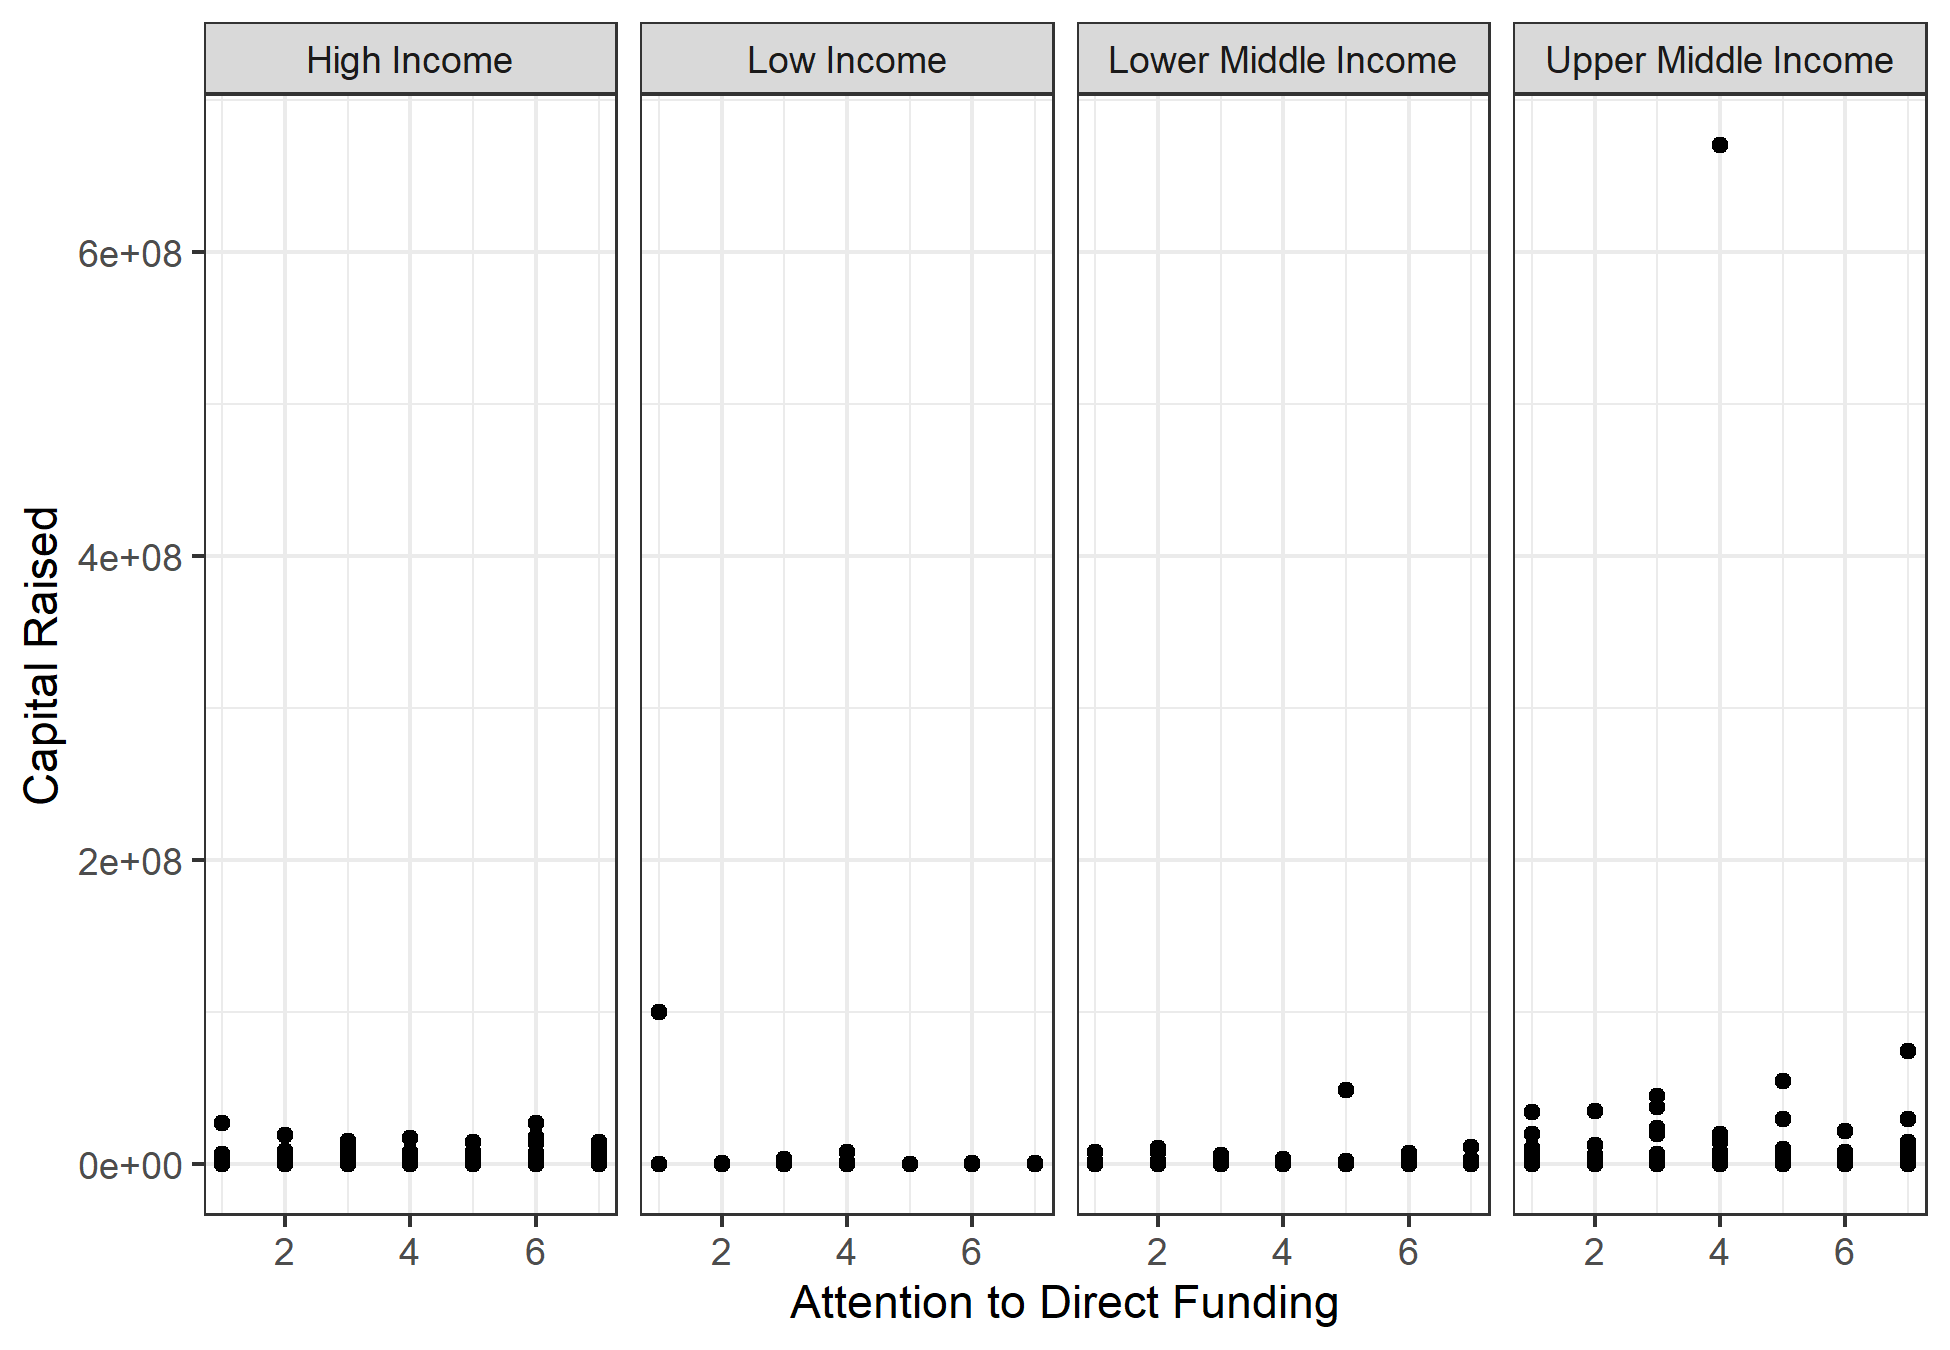 High Income
Low Income
Lower Middle Income
Upper Middle Income
6e+08
4e+08
2e+08
0e+00
Capital Raised
2 4 6
2 4 6
2 4 6
2 4 6
Attention to Direct Funding